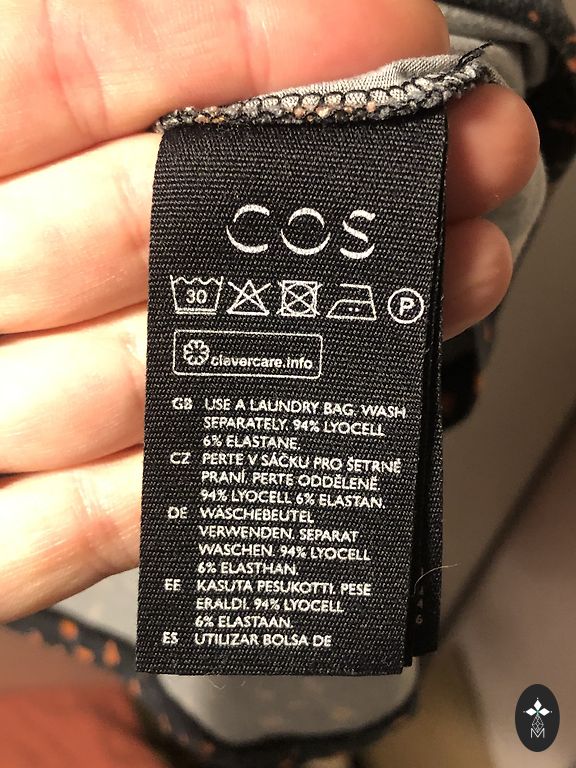 COS
30
P
clevercare.info
GB USE A LAUNDRY BAG. WASH
SEPARATELY. 94% LYOCELL
6% ELASTANE.
CZ PERTE V SÁČKU PRO ŠETRNÉ
PRANÍ. PERTE ODDĚLENĚ.
94% LYOCELL 6% ELASTAN.
DE WÄSCHEBEUTEL
VERWENDEN. SEPARAT
WASCHEN. 94% LYOCELL
6% ELASTHAN.
EE KASUTA PESUKOTTI. PESE
ERALDI. 94% LYOCELL
6% ELASTAAN.
ES UTILIZAR BOLSA DE